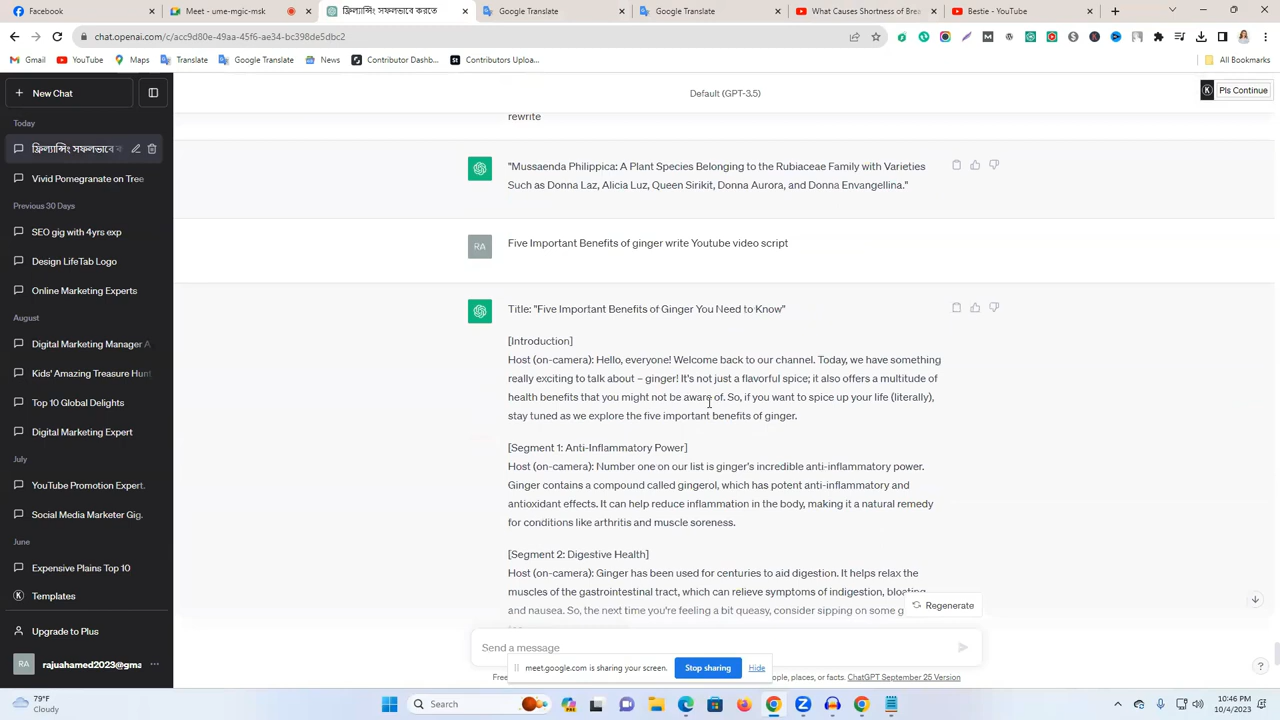 Facebook
Meet - ume-mgic-msk
ফ্রিল্যান্সিং সফলভাবে করতে
Google Translate
Google Translate
What Causes Shortness of Brea
Bestie - YouTube
chat.openai.com/c/acc9d80e-49aa-45f6-ae34-bc398de5dbc2
Gmail
YouTube
Maps
Translate
Google Translate
News
Contributor Dashb...
Contributors Uploa...
All Bookmarks
New Chat
Default (GPT-3.5)
Pls Continue
Today
ফ্রিল্যান্সিং সফলভাবে ক
Vivid Pomegranate on Tree
Previous 30 Days
SEO gig with 4yrs exp
Design LifeTab Logo
Online Marketing Experts
August
Digital Marketing Manager A
Kids' Amazing Treasure Hunt
Top 10 Global Debts
Digital Marketing Expert
July
YouTube Promotion Expert.
Social Media Marketer Gig.
June
Expensive Plains Top 10
Templates
Upgrade to Plus
RA
rajuahamed2023@gma
rewrite
"Mussaenda Philippica: A Plant Species Belonging to the Rubiaceae Family with Varieties
Such as Donna Laz, Alicia Luz, Queen Sirikit, Donna Aurora, and Donna Envangellina."
RA
Five Important Benefits of ginger write Youtube video script
Title: "Five Important Benefits of Ginger You Need to Know"
[Introduction]
Host (on-camera): Hello, everyone! Welcome back to our channel. Today, we have something
really exciting to talk about – ginger! It's not just a flavorful spice; it also offers a multitude of
health benefits that you might not be aware of. So, if you want to spice up your life (literally),
stay tuned as we explore the five important benefits of ginger.
[Segment 1: Anti-Inflammatory Power]
Host (on-camera): Number one on our list is ginger's incredible anti-inflammatory power.
Ginger contains a compound called gingerol, which has potent anti-inflammatory and
antioxidant effects. It can help reduce inflammation in the body, making it a natural remedy
for conditions like arthritis and muscle soreness.
[Segment 2: Digestive Health]
Host (on-camera): Ginger has been used for centuries to aid digestion. It helps relax the
muscles of the gastrointestinal tract, which can relieve symptoms of indigestion, bloating,
and nausea. So, the next time you're feeling a bit queasy, consider sipping on some g
Regenerate
Send a message
meet.google.com is sharing your screen.
Stop sharing
Hide
Free
ople, places, or facts. ChatGPT September 25 Version
?
79°F
Cloudy
Search
10:46 PM
10/4/2023